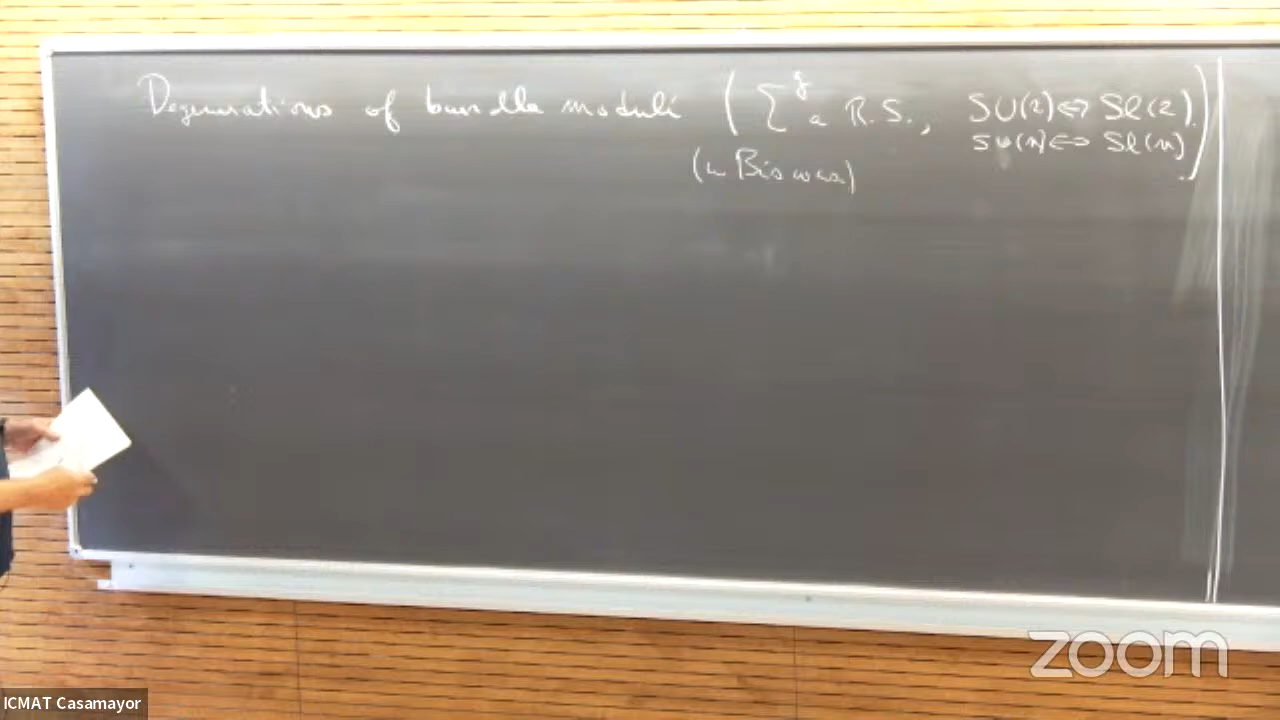 Degenerations of bundle moduli ( Σ^g a R.S., SU(2) ⟺ Sl(2).
SU(n) ⟺ Sl(n). )
(w Biswas)
zoom
ICMAT Casamayor